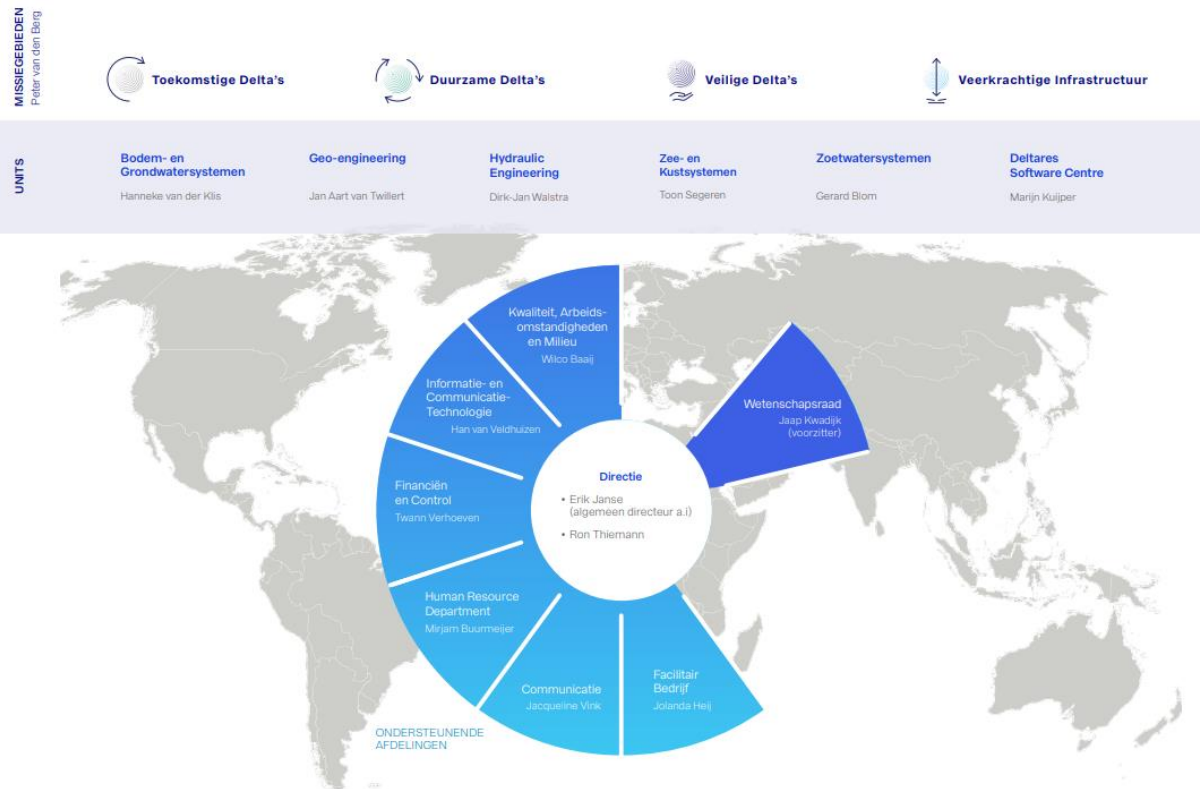 MISSIEGEBIEDEN
Peter van den Berg
Toekomstige Delta's
Duurzame Delta's
Veilige Delta's
Veerkrachtige Infrastructuur
UNITS
Bodem- en
Grondwatersystemen
Hanneke van der Klis
Geo-engineering
Jan Aart van Twillert
Hydraulic
Engineering
Dirk-Jan Walstra
Zee- en
Kustsystemen
Toon Segeren
Zoetwatersystemen
Gerard Blom
Deltares
Software Centre
Marijn Kuijper
Kwaliteit, Arbeids-
omstandigheden
en Milieu
Wilco Baaij
Informatie- en
Communicatie-
Technologie
Han van Veldhuizen
Financiën
en Control
Twann Verhoeven
Human Resource
Department
Mirjam Buurmeijer
Communicatie
Jacqueline Vink
Facilitair
Bedrijf
Jolanda Heij
Wetenschapsraad
Jaap Kwadijk
(voorzitter)
Directie
• Erik Janse
(algemeen directeur a.i)
• Ron Thiemann
ONDERSTEUNENDE
AFDELINGEN